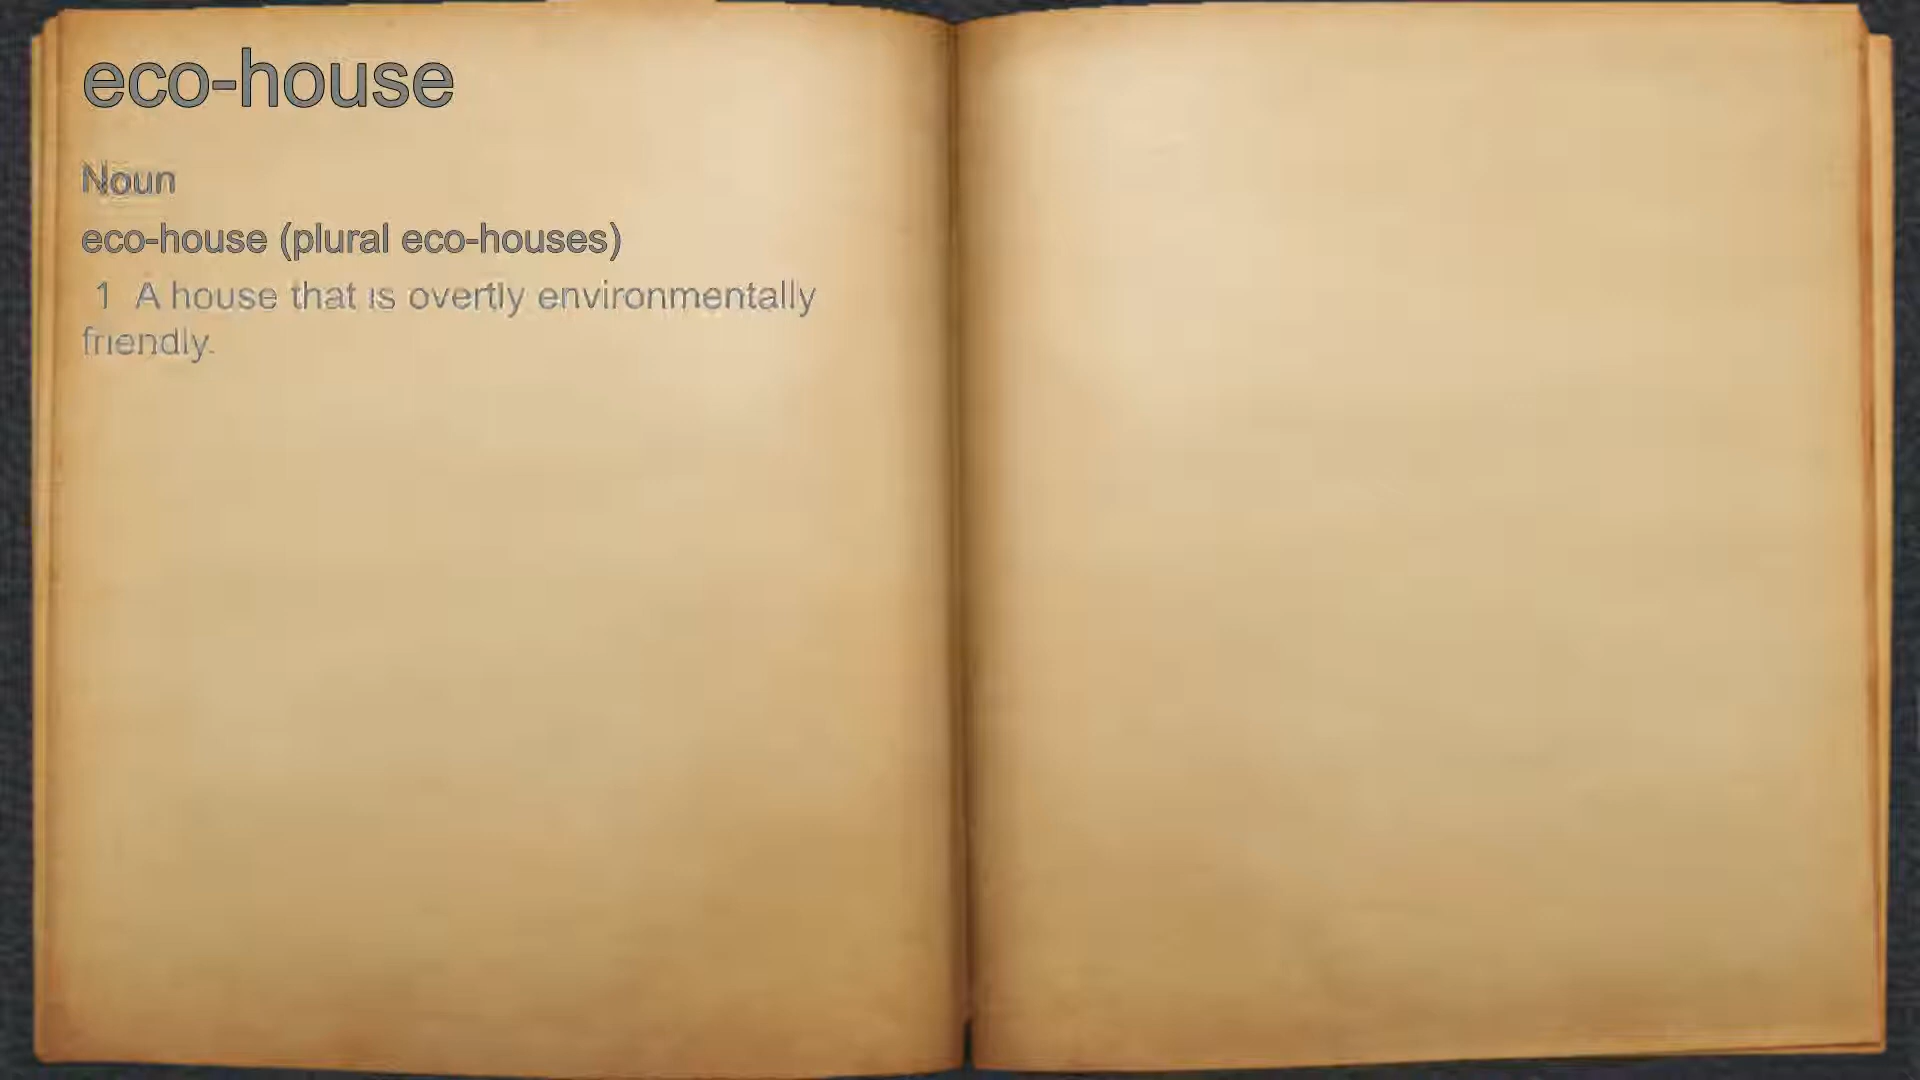 eco-house
Noun
eco-house (plural eco-houses)
1 A house that is overtly environmentally
friendly.